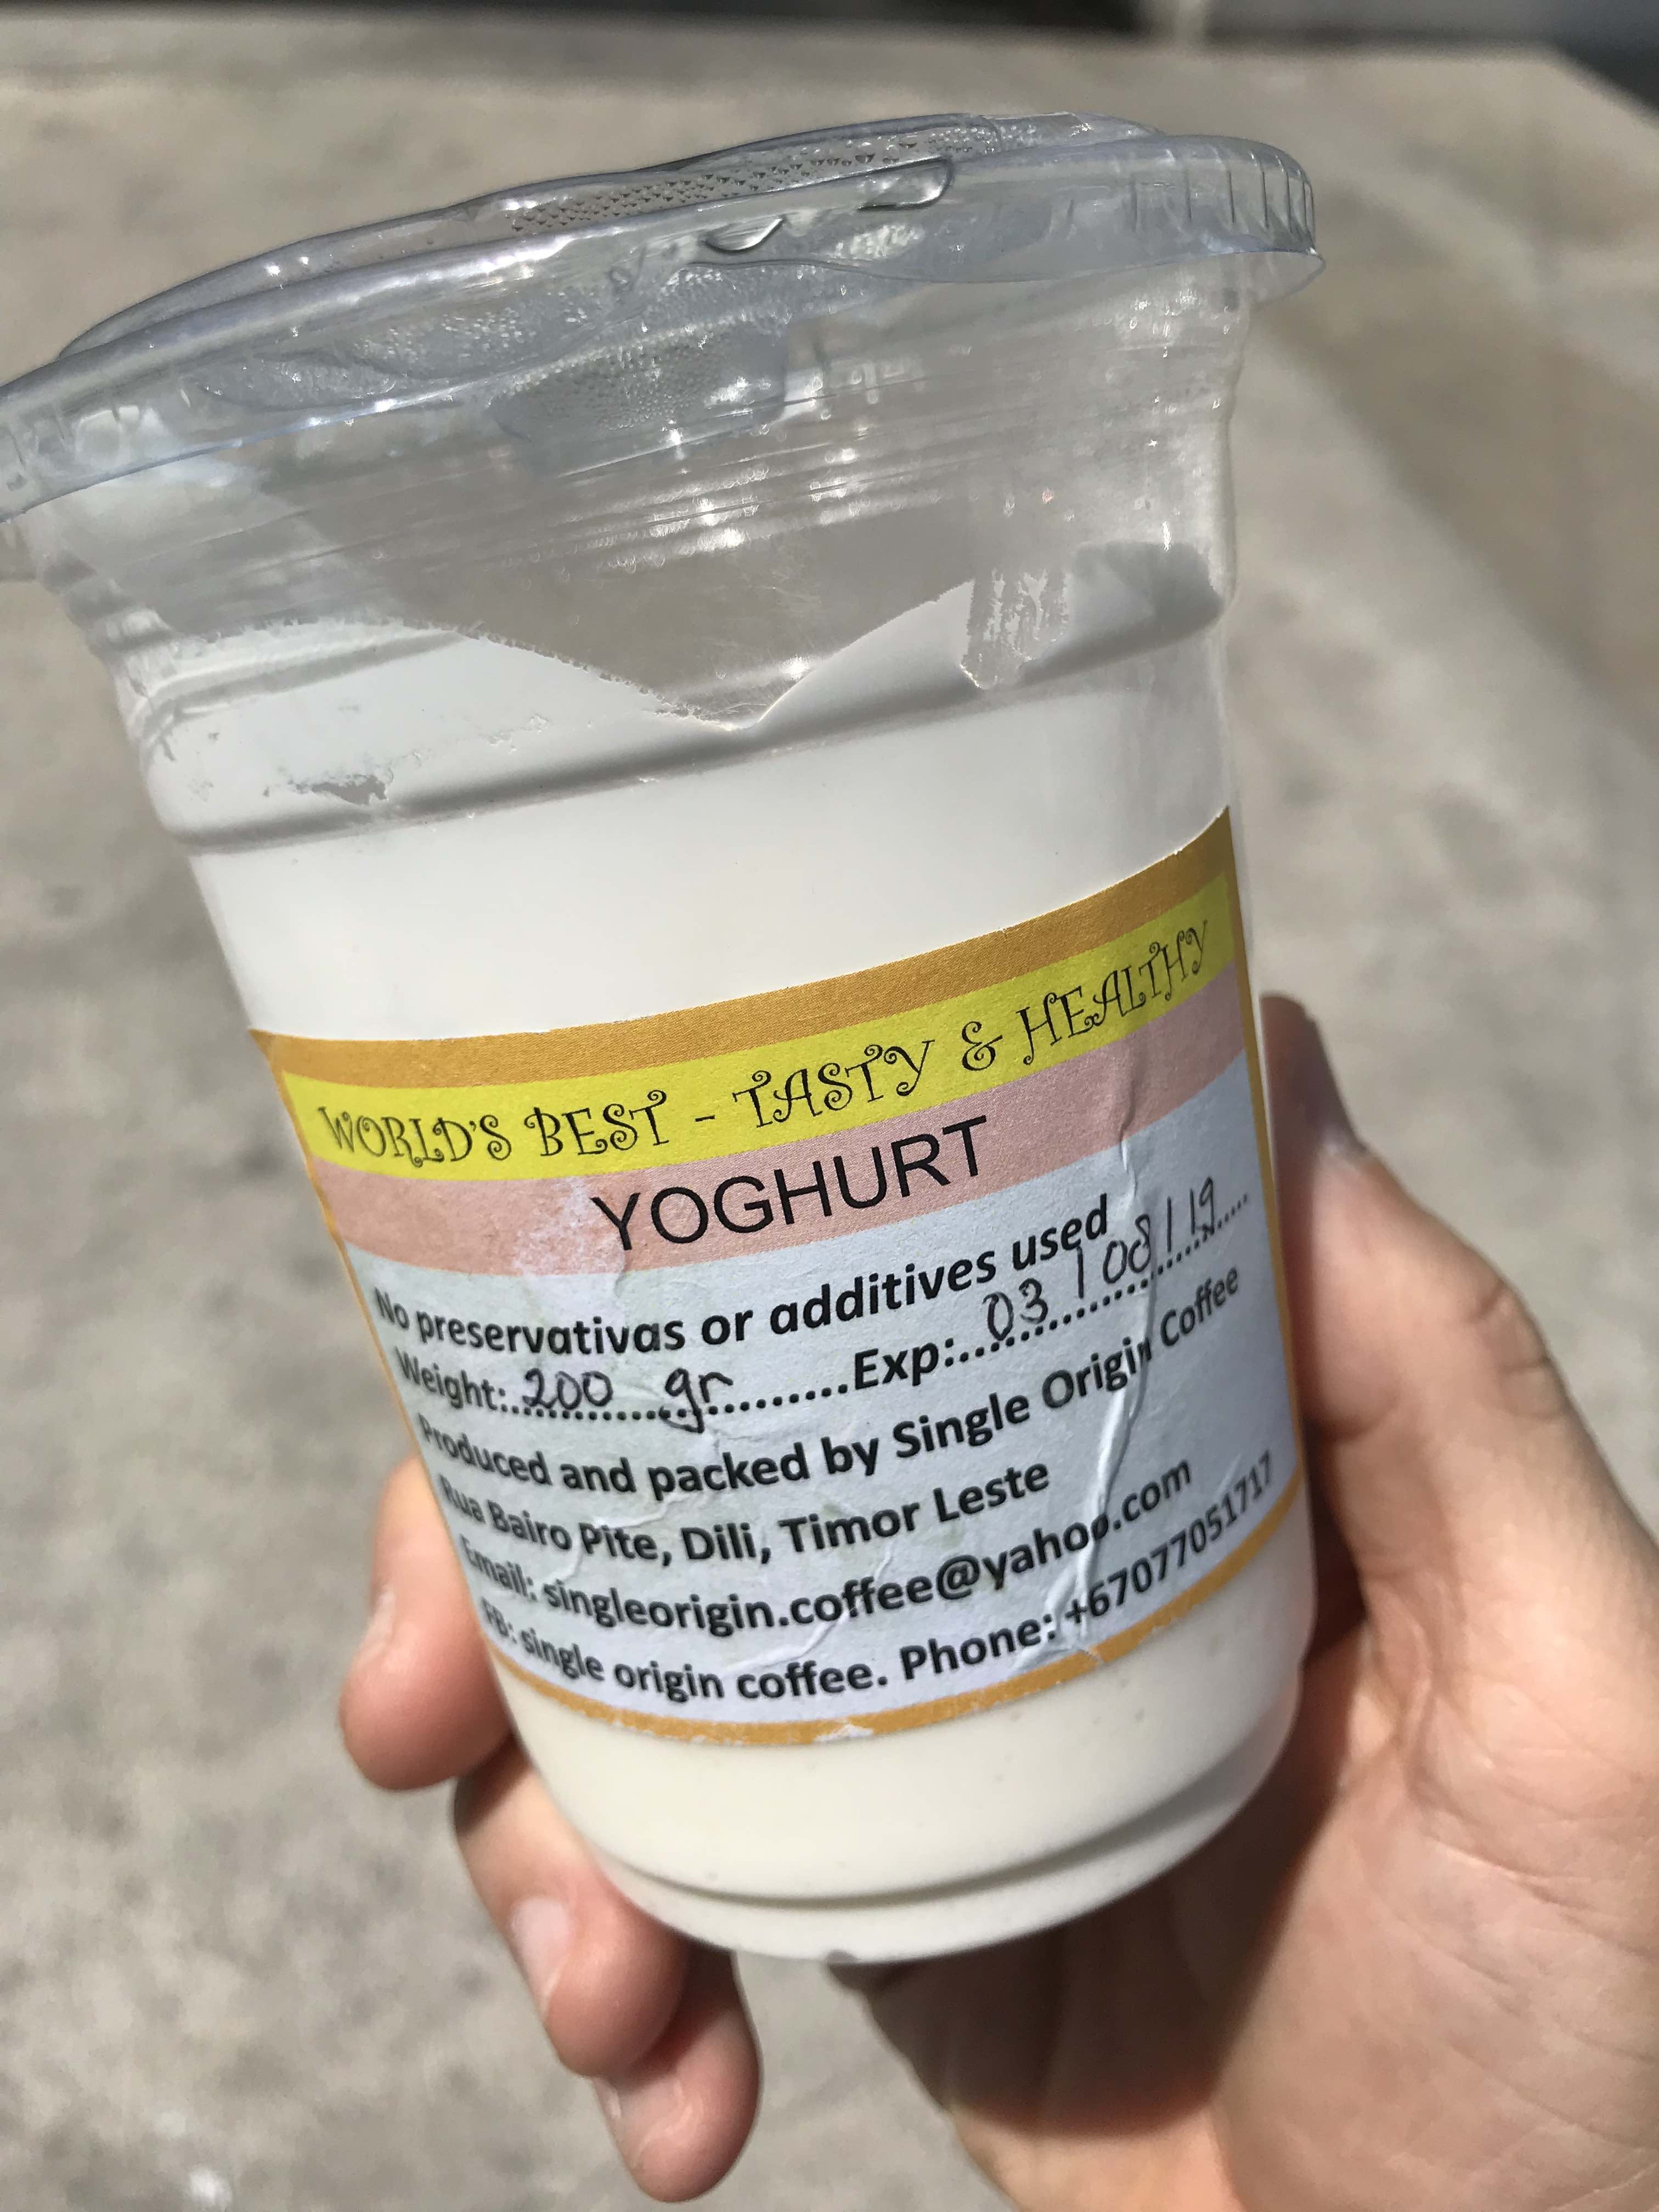 WORLD'S BEST - TASTY & HEALTHY
YOGHURT
No preservativas or additives used
Weight:..200...gr........Exp:...03/08/19....
Produced and packed by Single Origin Coffee
Rua Bairo Pite, Dili, Timor Leste
Email: singleorigin.coffee@yahoo.com
FB: single origin coffee. Phone: +67077051717